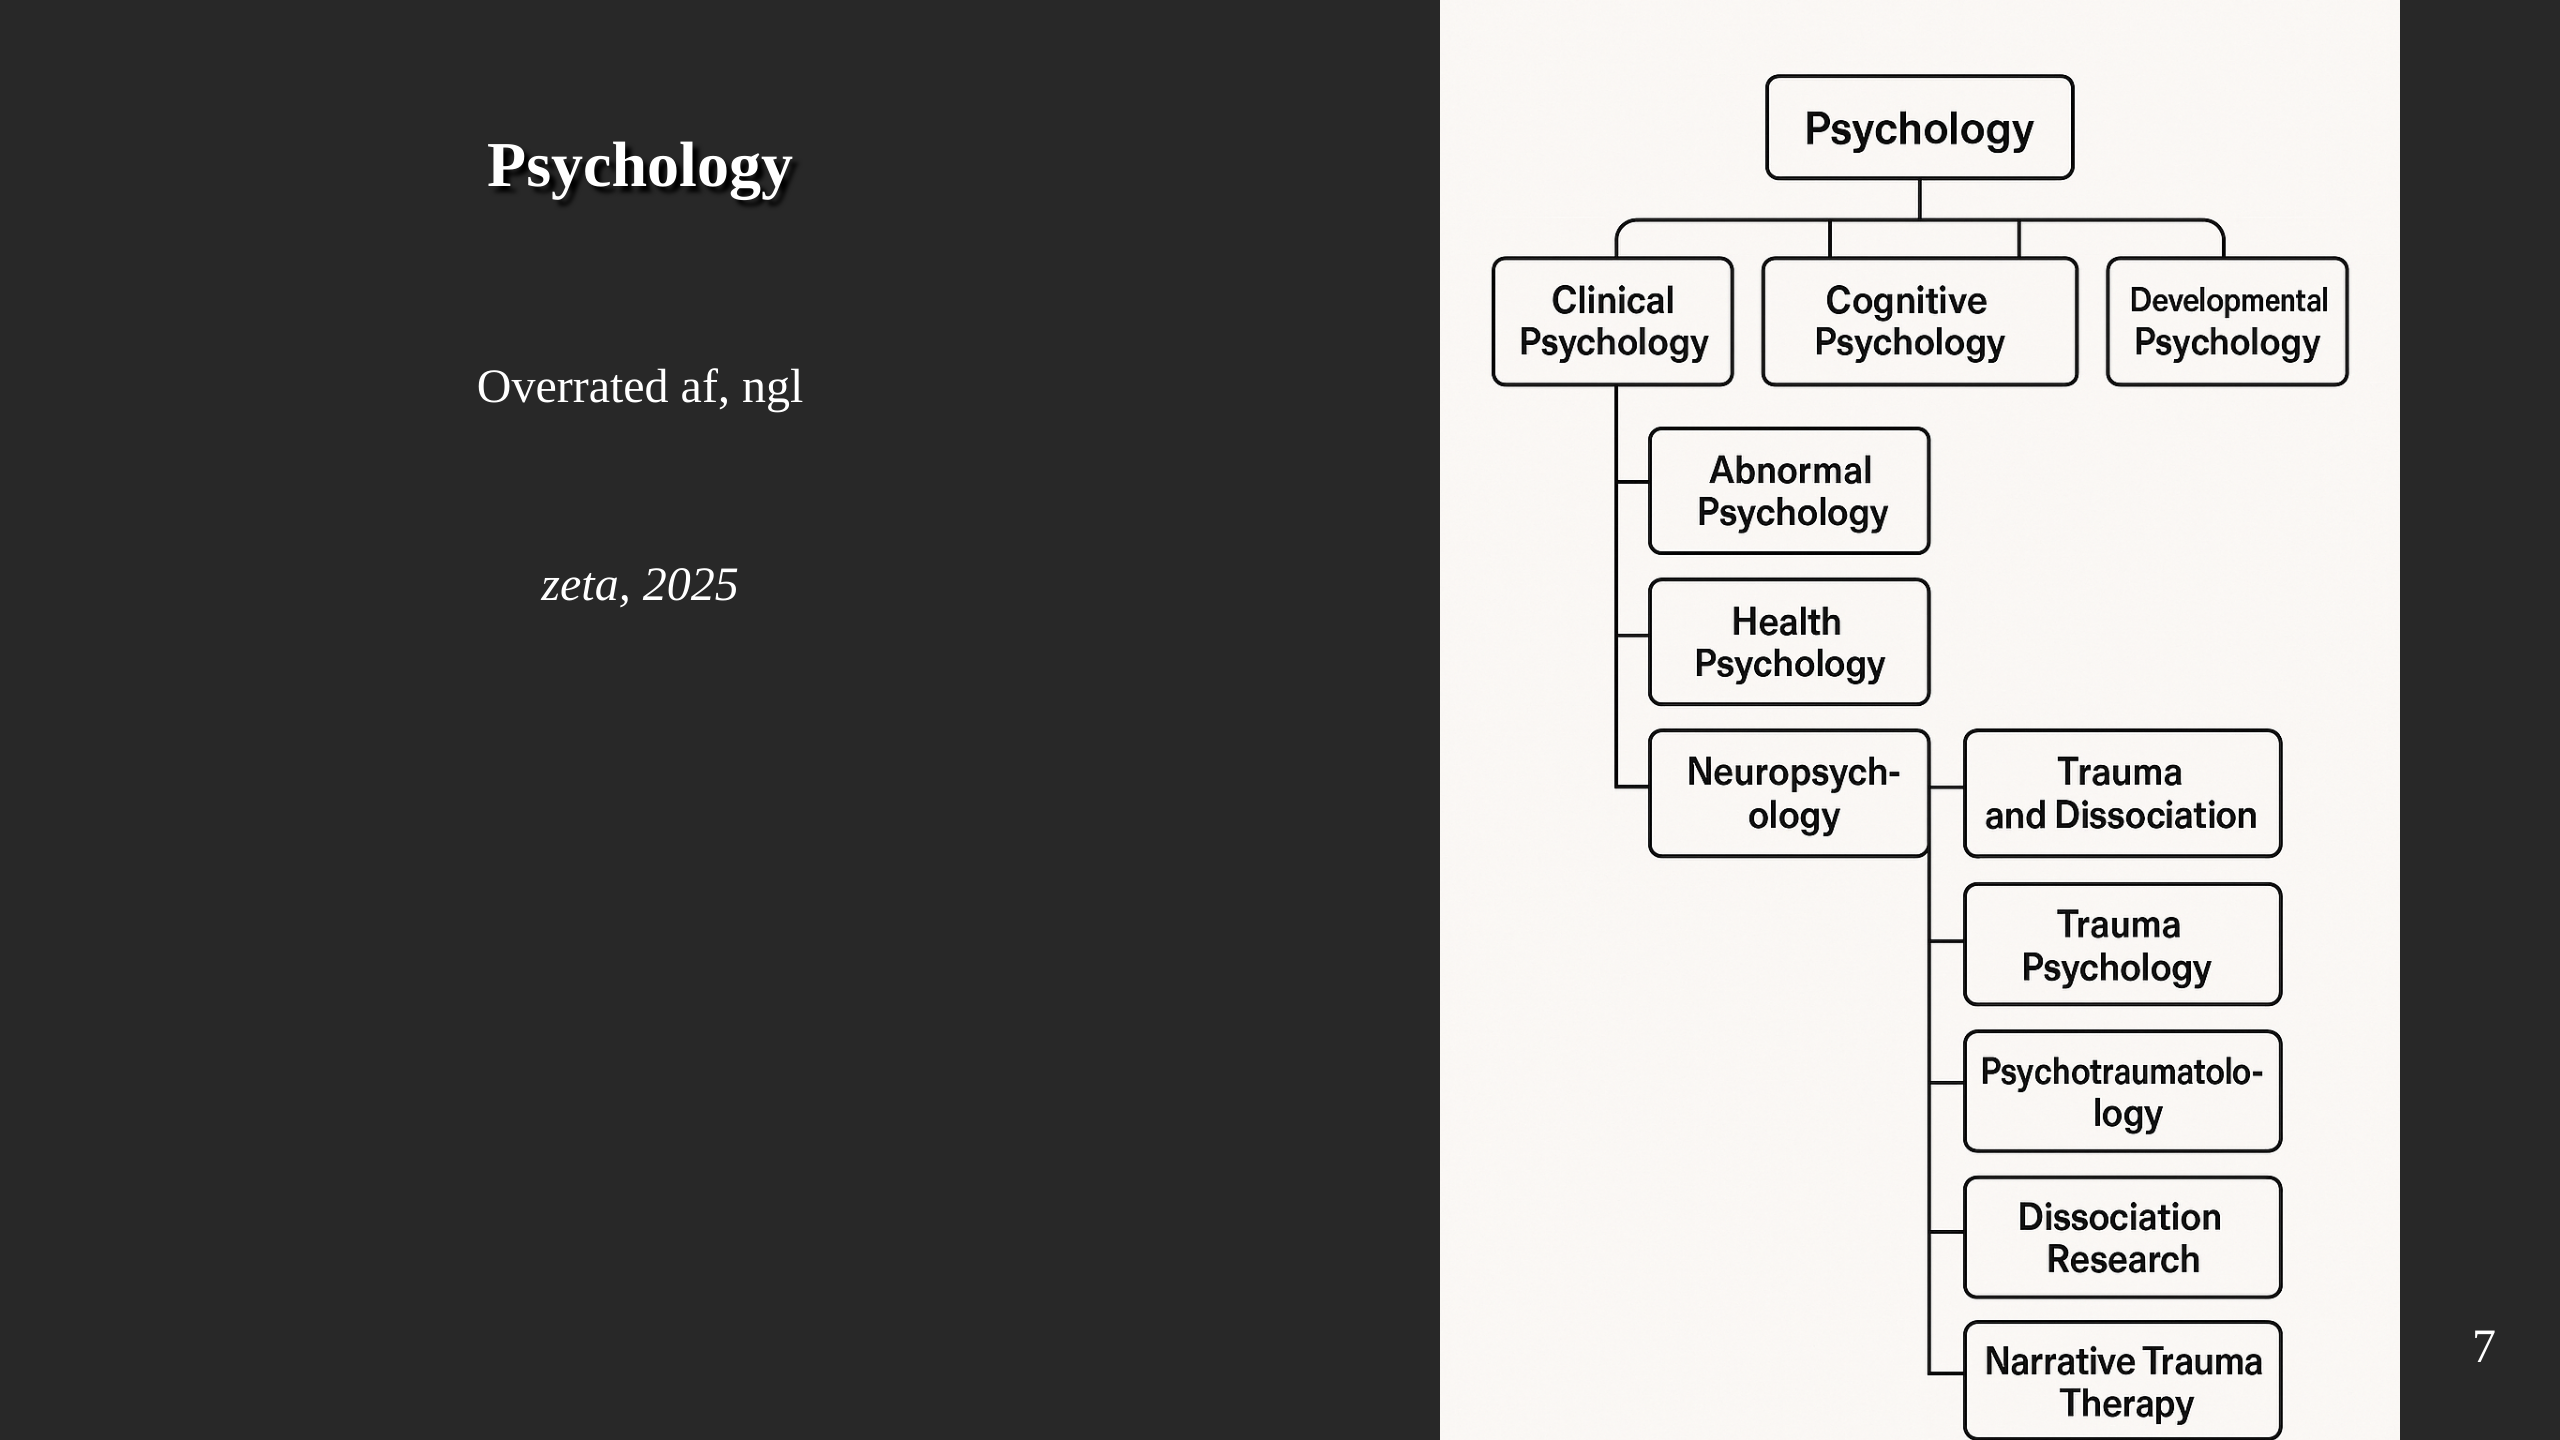 Psychology
Overrated af, ngl
zeta, 2025
Psychology
Clinical
Psychology
Cognitive
Psychology
Developmental
Psychology
Abnormal
Psychology
Health
Psychology
Neuropsych-
ology
Trauma
and Dissociation
Trauma
Psychology
Psychotraumatolo-
logy
Dissociation
Research
Narrative Trauma
Therapy
7